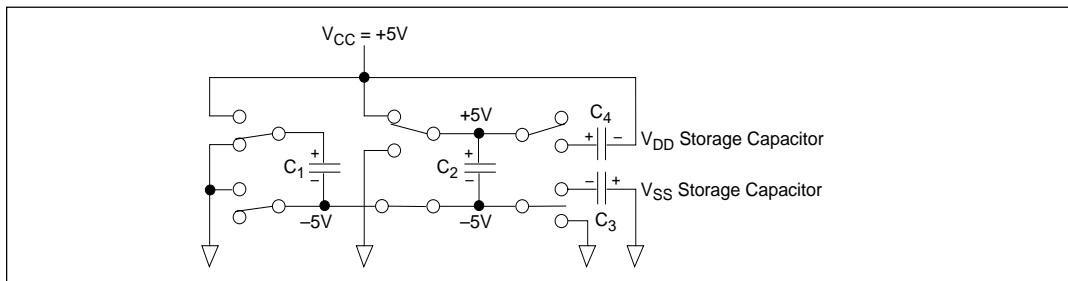 VCC = +5V
+5V
C4
+ −
VDD Storage Capacitor
+
C1
−
+
C2
−
− +
VSS Storage Capacitor
–5V
–5V
C3